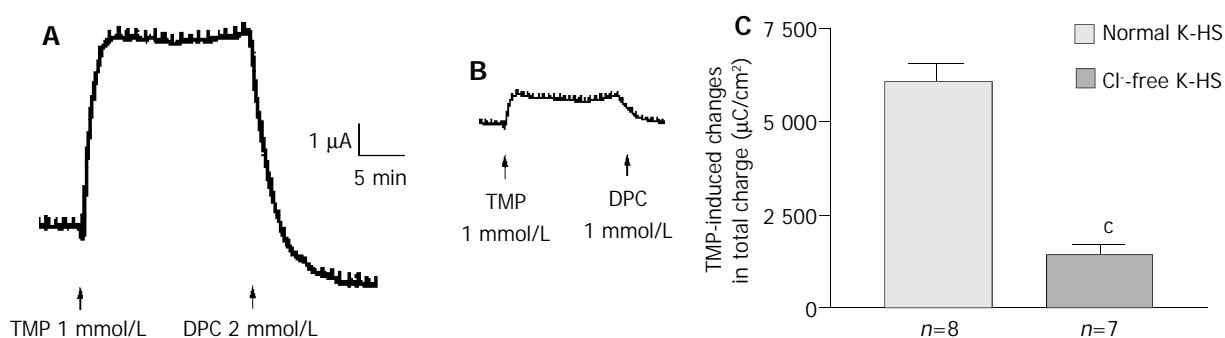 A
1 μA
5 min
TMP 1 mmol/L
DPC 2 mmol/L
B
TMP
1 mmol/L
DPC
1 mmol/L
C
TMP-induced changes
in total charge (μC/cm²)
7 500
5 000
2 500
0
Normal K-HS
Cl⁻-free K-HS
c
n=8
n=7